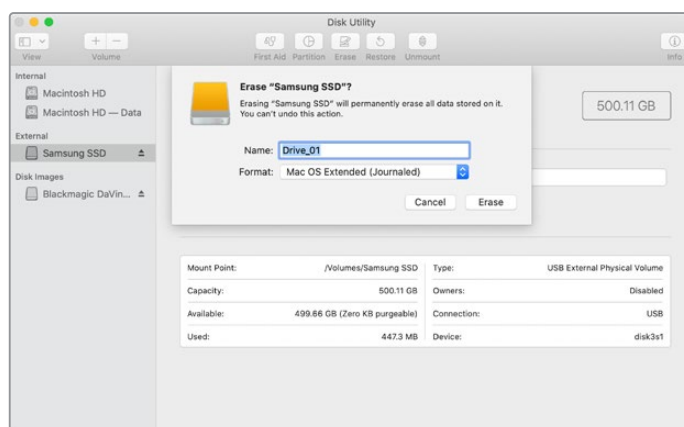 Disk Utility
View
Volume
First Aid
Partition
Erase
Restore
Unmount
Info
Internal
Macintosh HD
Macintosh HD — Data
External
Samsung SSD
Disk Images
Blackmagic DaVin...
Erase “Samsung SSD”?
Erasing “Samsung SSD” will permanently erase all data stored on it.
You can’t undo this action.
Name: Drive_01
Format: Mac OS Extended (Journaled)
Cancel
Erase
500.11 GB
Mount Point: /Volumes/Samsung SSD
Type: USB External Physical Volume
Capacity: 500.11 GB
Owners: Disabled
Available: 499.66 GB (Zero KB purgeable)
Connection: USB
Used: 447.3 MB
Device: disk3s1